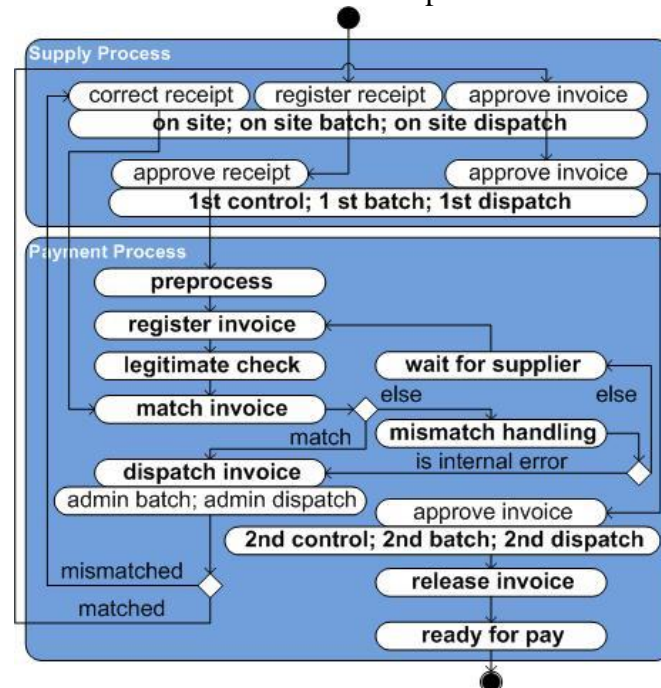 Supply Process
correct receipt register receipt approve invoice
on site; on site batch; on site dispatch
approve receipt approve invoice
1st control; 1 st batch; 1st dispatch
Payment Process
preprocess
register invoice
legitimate check wait for supplier
else else
match invoice
match mismatch handling
is internal error
dispatch invoice
admin batch; admin dispatch approve invoice
2nd control; 2nd batch; 2nd dispatch
mismatched release invoice
matched
ready for pay